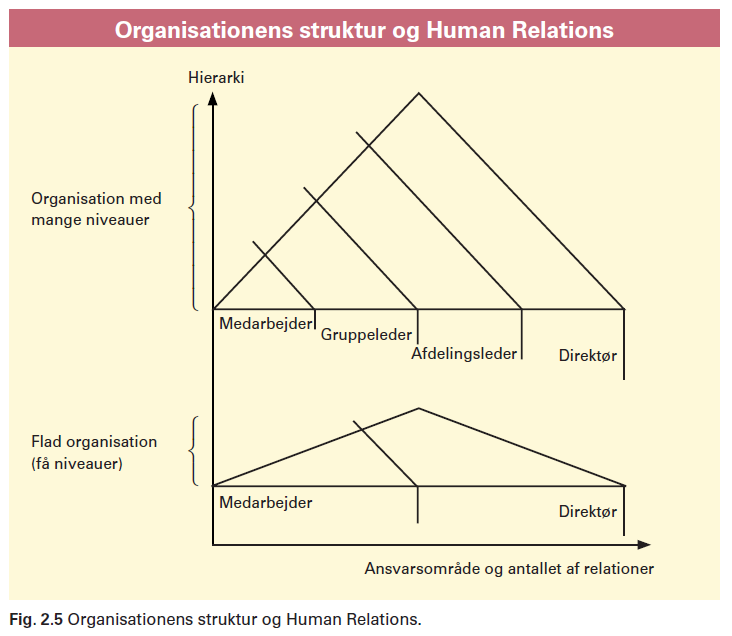 Organisationens struktur og Human Relations
Hierarki
Organisation med
mange niveauer
Medarbejder
Gruppeleder
Afdelingsleder
Direktør
Flad organisation
(få niveauer)
Medarbejder
Direktør
Ansvarsområde og antallet af relationer
Fig. 2.5 Organisationens struktur og Human Relations.